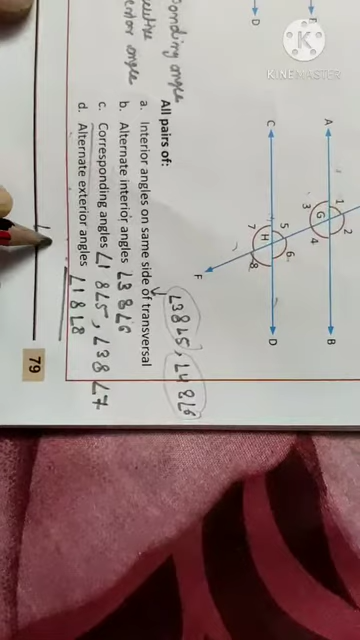 ponding angle
All pairs of:
a. Interior angles on same side of transversal
∠3 & ∠5, ∠4 & ∠6
b. Alternate interior angles ∠3 & ∠6
c. Corresponding angles ∠1 & ∠5, ∠3 & ∠7
d. Alternate exterior angles ∠1 & ∠8
A
B
C
D
F
G
H
1
2
3
4
5
6
7
8
D
79
K
KINEMASTER